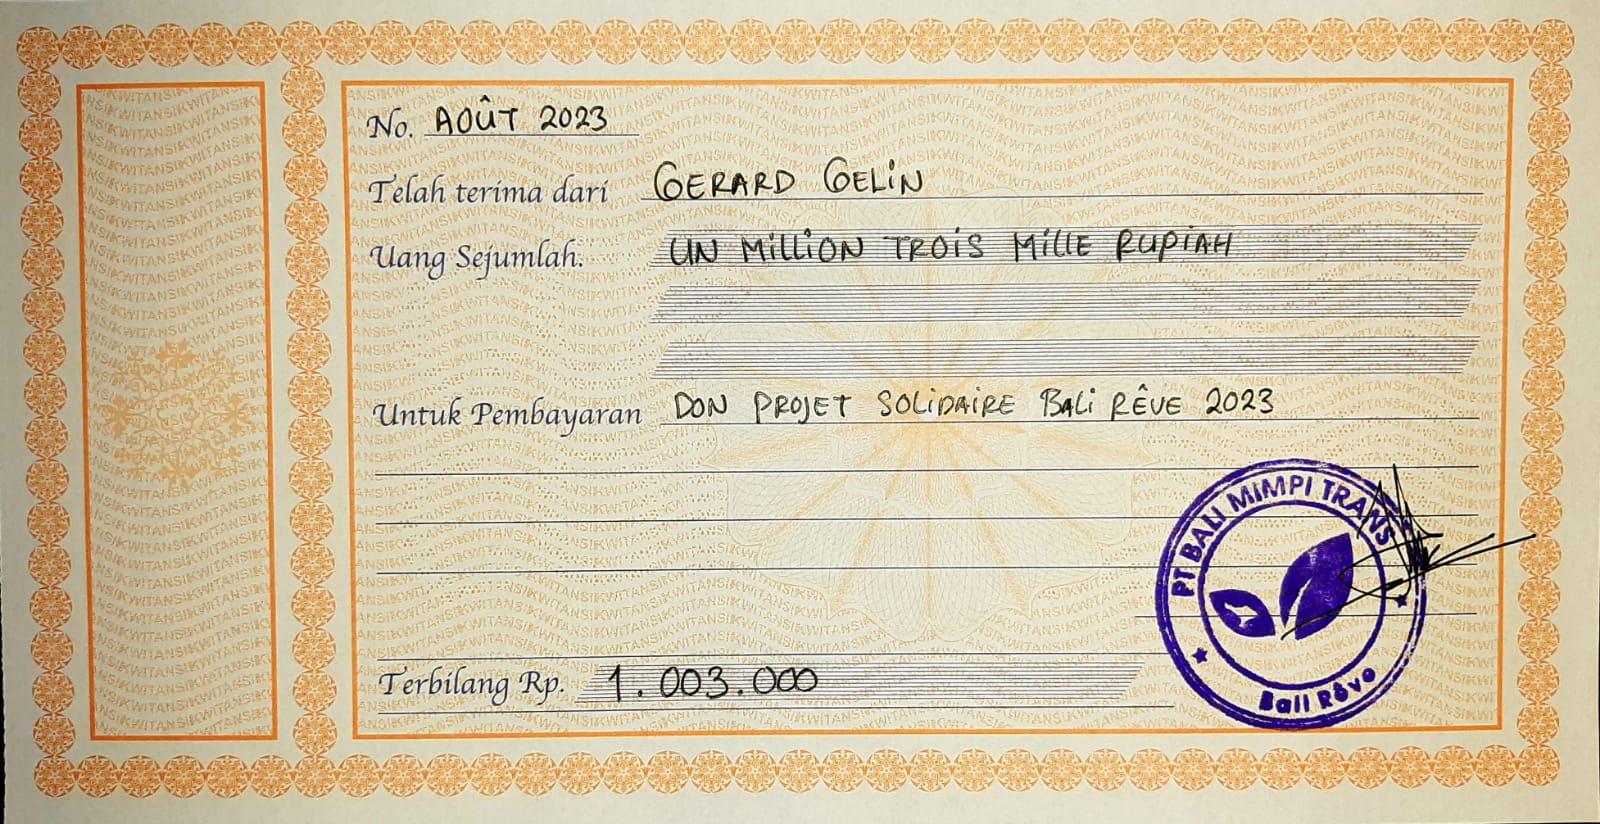 No. AOÛT 2023
Telah terima dari GERARD GELIN
Uang Sejumlah. UN MILLION TROIS MILLE RUPIAH
Untuk Pembayaran DON PROJET SOLIDAIRE BALI RÊVE 2023
PT BALI MIMPI TRANS
Bali Rêve
Terbilang Rp. 1.003.000